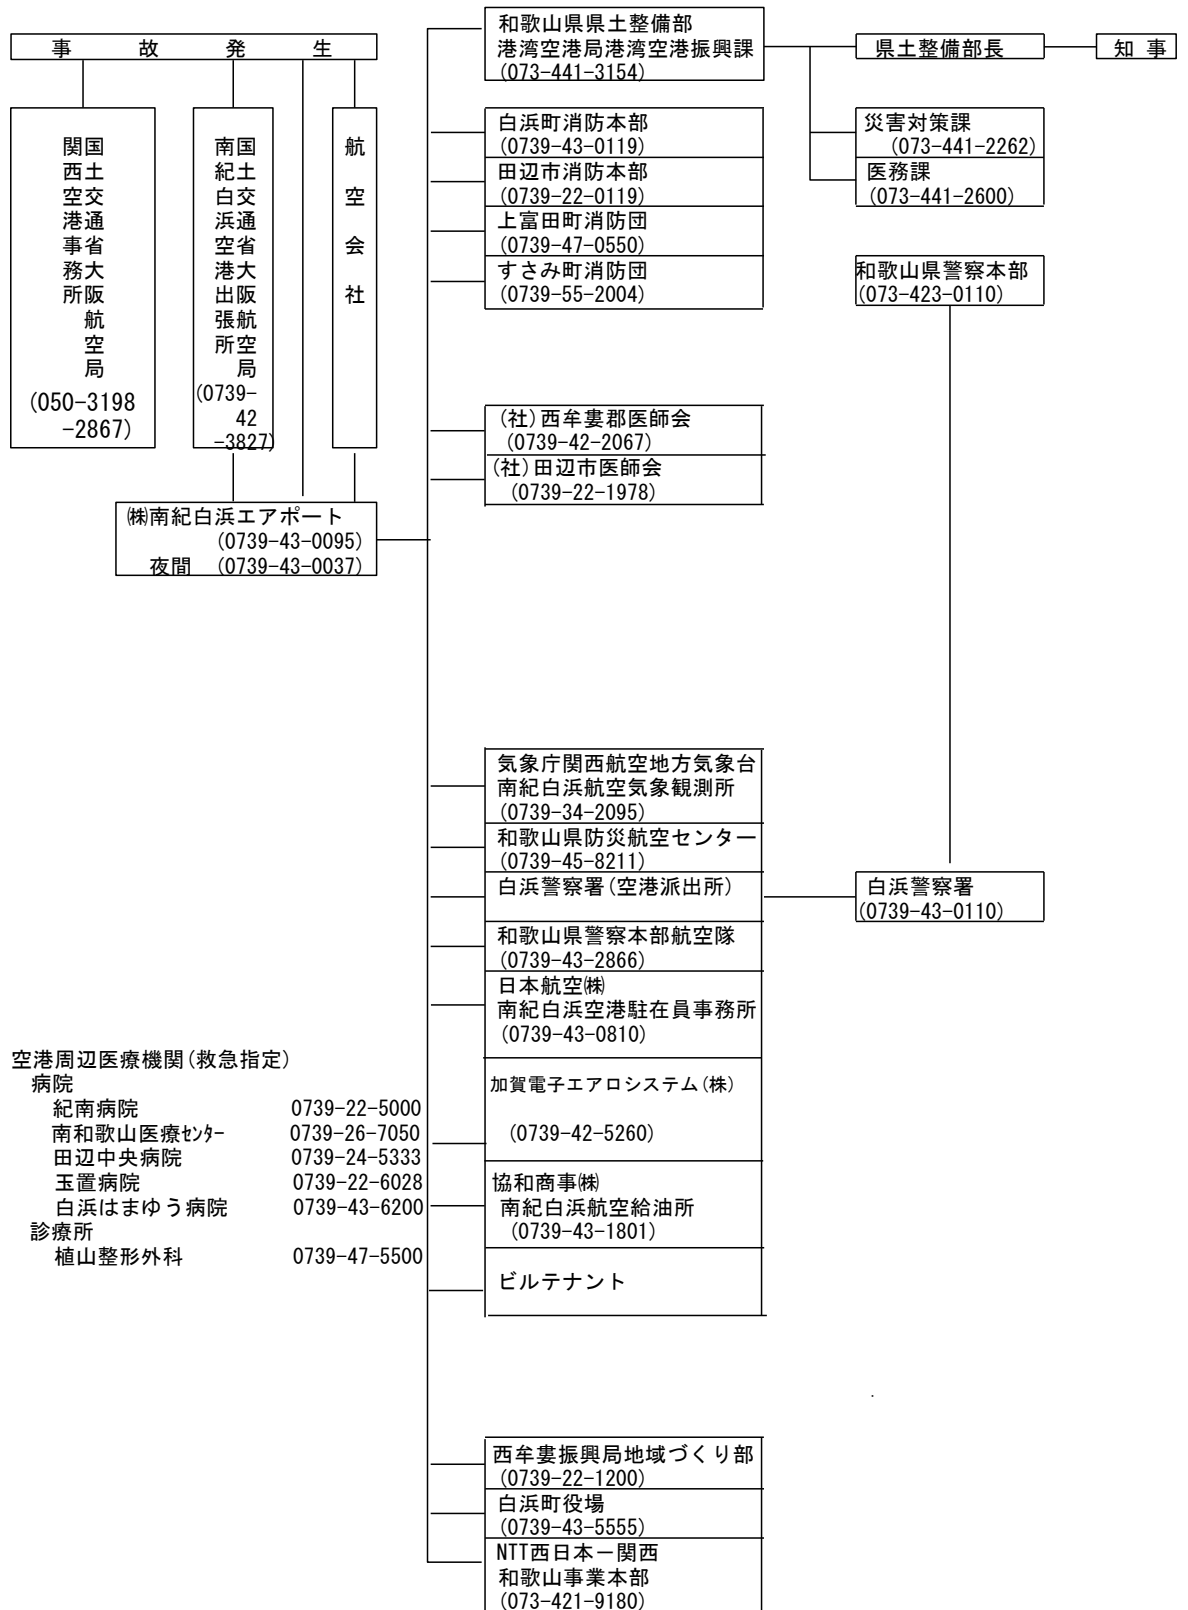 事故発生
国土交通省大阪航空局
関西空港事務所
(050-3198
-2867)
国土交通省大阪航空局
南紀白浜空港出張所
(0739-
42
-3827)
航空会社
㈱南紀白浜エアポート
(0739-43-0095)
夜間 (0739-43-0037)
和歌山県県土整備部
港湾空港局港湾空港振興課
(073-441-3154)
県土整備部長
知事
災害対策課
(073-441-2262)
医務課
(073-441-2600)
白浜町消防本部
(0739-43-0119)
田辺市消防本部
(0739-22-0119)
上富田町消防団
(0739-47-0550)
すさみ町消防団
(0739-55-2004)
和歌山県警察本部
(073-423-0110)
(社)西牟婁郡医師会
(0739-42-2067)
(社)田辺市医師会
(0739-22-1978)
気象庁関西航空地方気象台
南紀白浜航空気象観測所
(0739-34-2095)
和歌山県防災航空センター
(0739-45-8211)
白浜警察署(空港派出所)
白浜警察署
(0739-43-0110)
和歌山県警察本部航空隊
(0739-43-2866)
日本航空㈱
南紀白浜空港駐在員事務所
(0739-43-0810)
加賀電子エアロシステム(株)
(0739-42-5260)
協和商事㈱
南紀白浜航空給油所
(0739-43-1801)
ビルテナント
空港周辺医療機関(救急指定)
病院
紀南病院 0739-22-5000
南和歌山医療ｾﾝﾀｰ 0739-26-7050
田辺中央病院 0739-24-5333
玉置病院 0739-22-6028
白浜はまゆう病院 0739-43-6200
診療所
植山整形外科 0739-47-5500
西牟婁振興局地域づくり部
(0739-22-1200)
白浜町役場
(0739-43-5555)
NTT西日本－関西
和歌山事業本部
(073-421-9180)